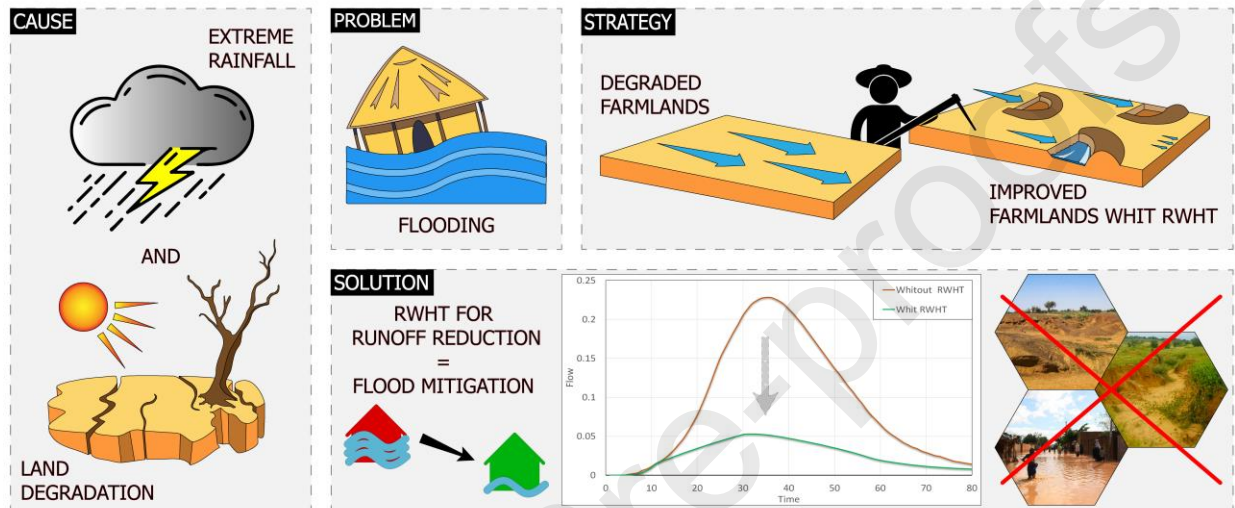 CAUSE
EXTREME
RAINFALL
AND
LAND
DEGRADATION
PROBLEM
FLOODING
STRATEGY
DEGRADED
FARMLANDS
IMPROVED
FARMLANDS WHIT RWHT
SOLUTION
RWHT FOR
RUNOFF REDUCTION
=
FLOOD MITIGATION
Whitout RWHT
Whit RWHT
Flow
0.25
0.2
0.15
0.1
0.05
0
0 10 20 30 40 50 60 70 80
Time
re-proofs